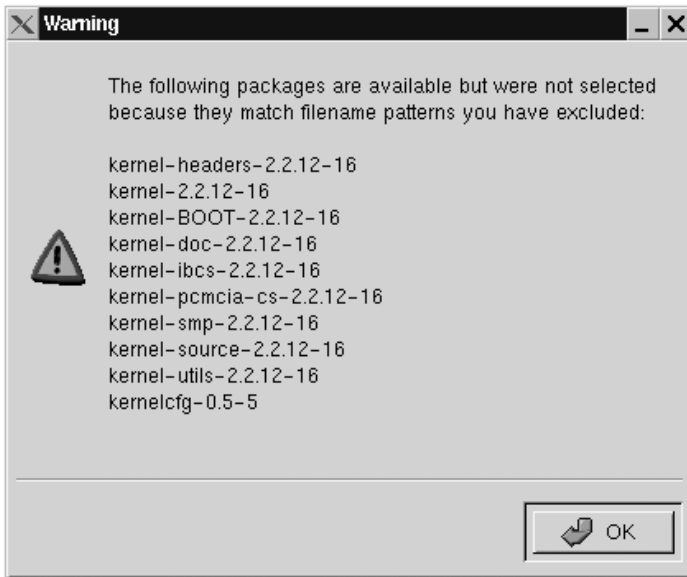 Warning
The following packages are available but were not selected
because they match filename patterns you have excluded:
kernel-headers-2.2.12-16
kernel-2.2.12-16
kernel-BOOT-2.2.12-16
kernel-doc-2.2.12-16
kernel-ibcs-2.2.12-16
kernel-pcmcia-cs-2.2.12-16
kernel-smp-2.2.12-16
kernel-source-2.2.12-16
kernel-utils-2.2.12-16
kernelcfg-0.5-5
OK